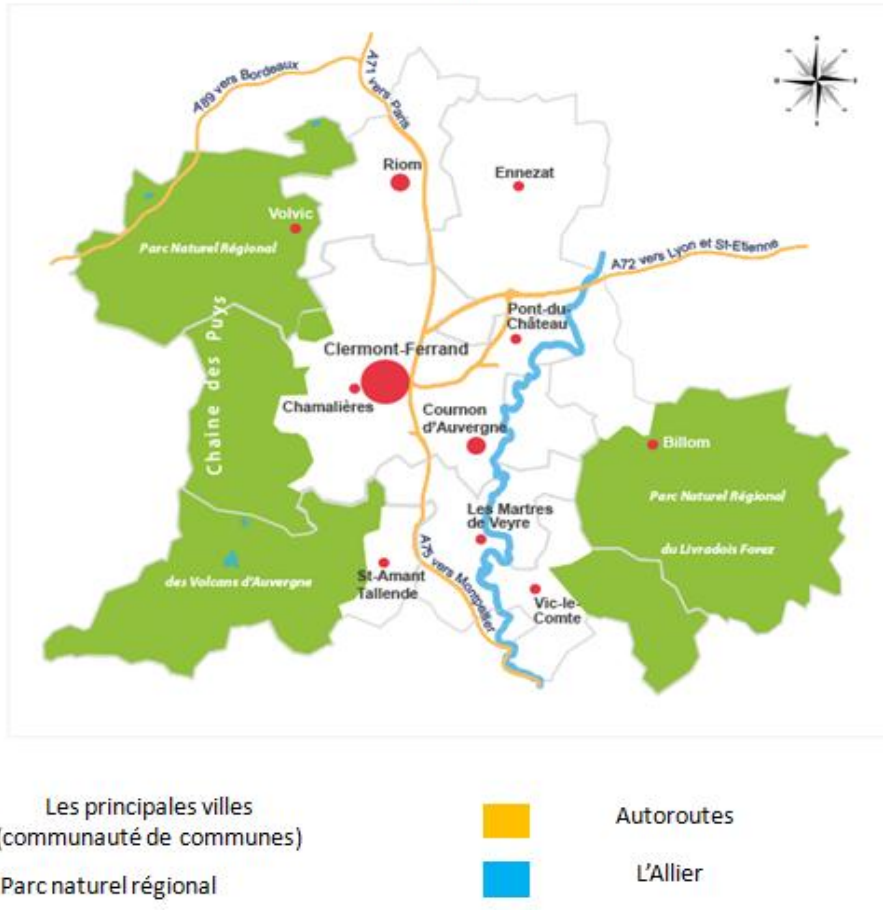 A89 vers Bordeaux
A71 vers Paris
Riom
Ennezat
Volvic
Parc Naturel Régional
A72 vers Lyon et St-Etienne
Pont-du-
Château
Chaîne des Puys
Clermont-Ferrand
Chamalières
Cournon
d'Auvergne
Billom
Parc Naturel Régional
Les Martres
de Veyre
du Livradois Forez
A75 vers Montpellier
des Volcans d'Auvergne
St-Amant
Tallende
Vic-le-
Comte
Les principales villes
(communauté de communes)
Autoroutes
Parc naturel régional
L'Allier